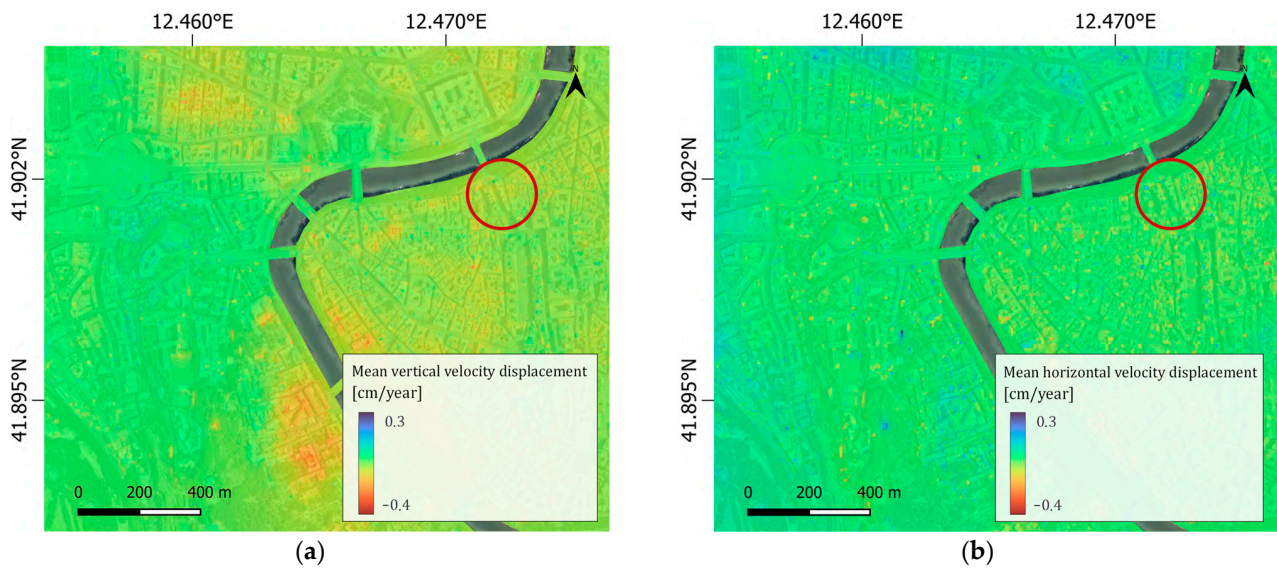 12.460°E 12.470°E 12.460°E 12.470°E
N N
41.902°N 41.902°N
41.895°N 41.895°N
Mean vertical velocity displacement
[cm/year]
0.3
−0.4
0 200 400 m
Mean horizontal velocity displacement
[cm/year]
0.3
−0.4
0 200 400 m
(a) (b)